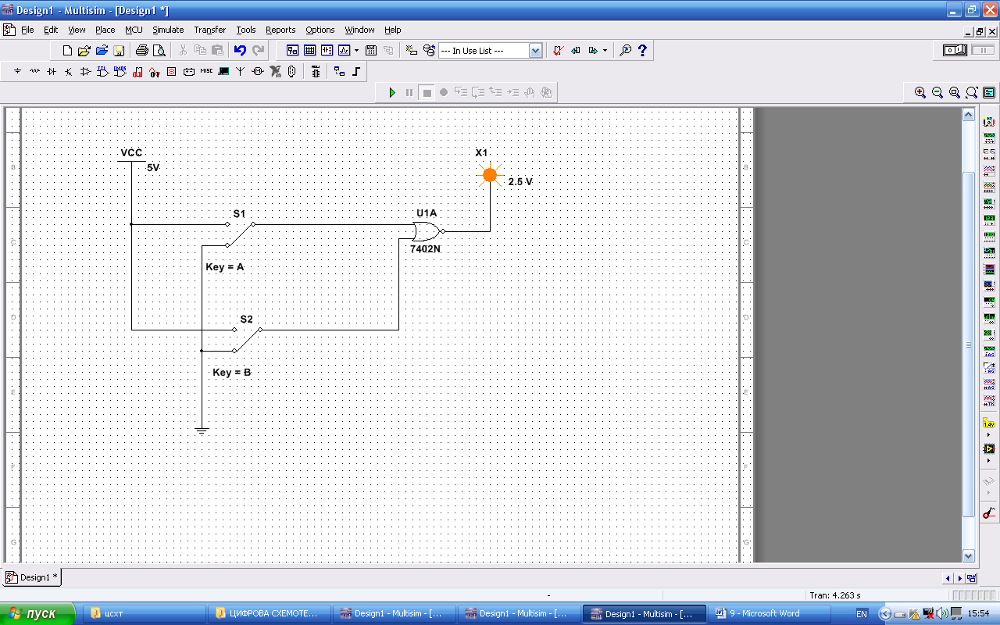 Design1 - Multisim - [Design1 *]
File Edit View Place MCU Simulate Transfer Tools Reports Options Window Help
--- In Use List ---
MISC
VCC
5V
X1
2.5 V
B
B
S1
U1A
C
C
7402N
Key = A
D
D
S2
Key = B
E
E
F
F
G
G
1.4v
Design1 *
-
Tran: 4.263 s
пуск
цсхт
ЦИФРОВА СХЕМОТЕ...
Design1 - Multisim - [...
Design1 - Multisim - [...
Design1 - Multisim - [...
9 - Microsoft Word
EN
15:54